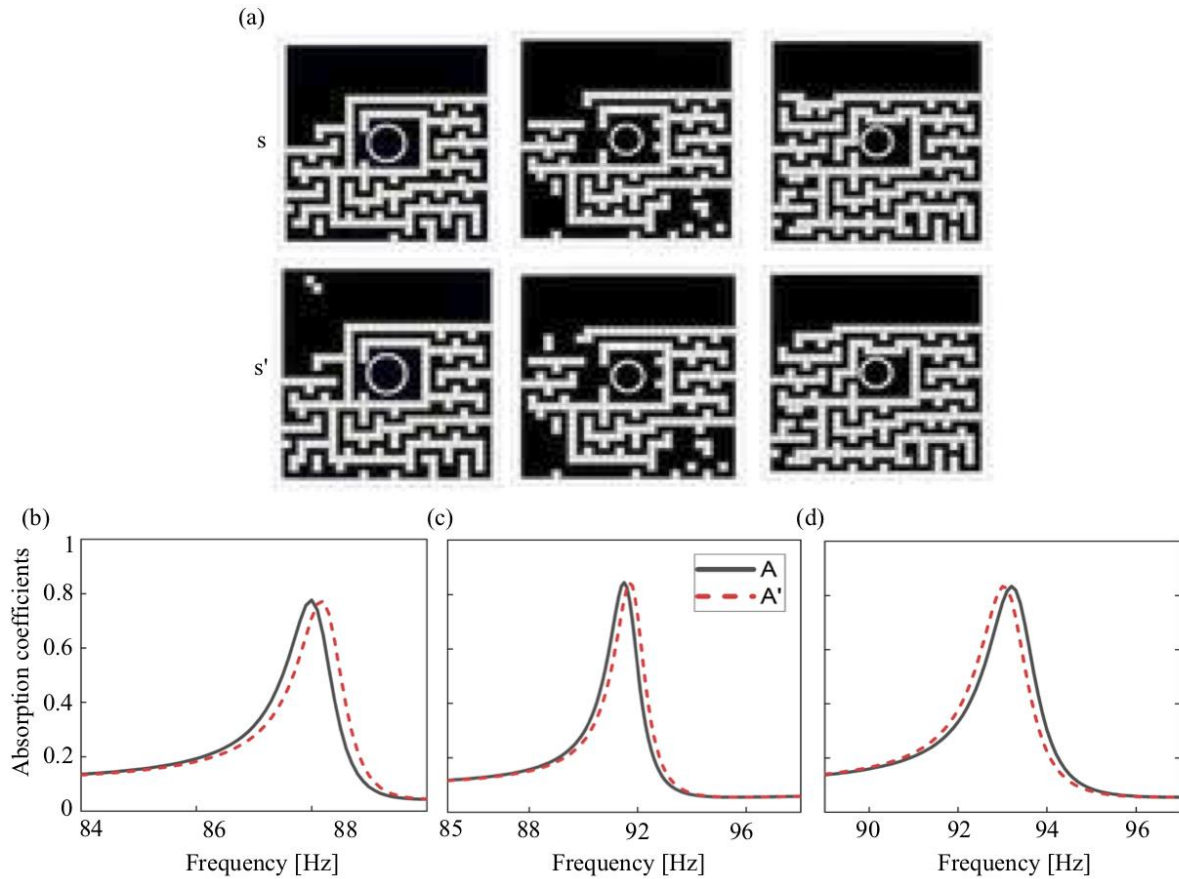 (a)
s
s'
(b)
(c)
(d)
Absorption coefficients
1
0.8
0.6
0.4
0.2
0
A
A'
84
86
88
85
88
92
96
90
92
94
96
Frequency [Hz]
Frequency [Hz]
Frequency [Hz]